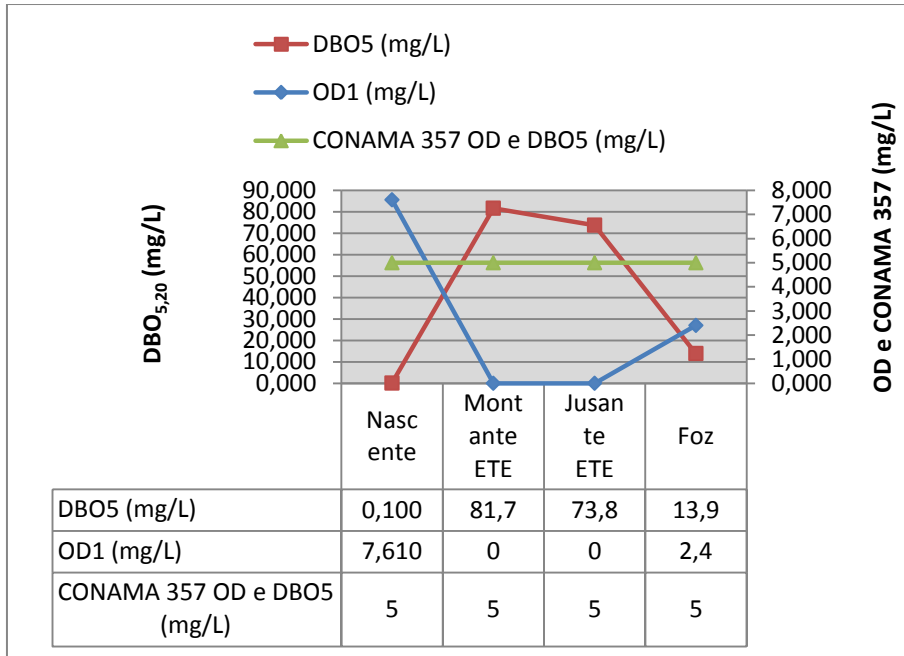 DBO5 (mg/L)
OD1 (mg/L)
CONAMA 357 OD e DBO5 (mg/L)
DBO5,20 (mg/L)
90,000
80,000
70,000
60,000
50,000
40,000
30,000
20,000
10,000
0,000
8,000
7,000
6,000
5,000
4,000
3,000
2,000
1,000
0,000
OD e CONAMA 357 (mg/L)
Nasc
ente
Mont
ante
ETE
Jusan
te
ETE
Foz
DBO5 (mg/L) 0,100 81,7 73,8 13,9
OD1 (mg/L) 7,610 0 0 2,4
CONAMA 357 OD e DBO5
(mg/L) 5 5 5 5